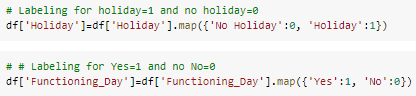 # Labeling for holiday=1 and no holiday=0
df['Holiday']=df['Holiday'].map({'No Holiday':0, 'Holiday':1})
# # Labeling for Yes=1 and no No=0
df['Functioning_Day']=df['Functioning_Day'].map({'Yes':1, 'No':0})